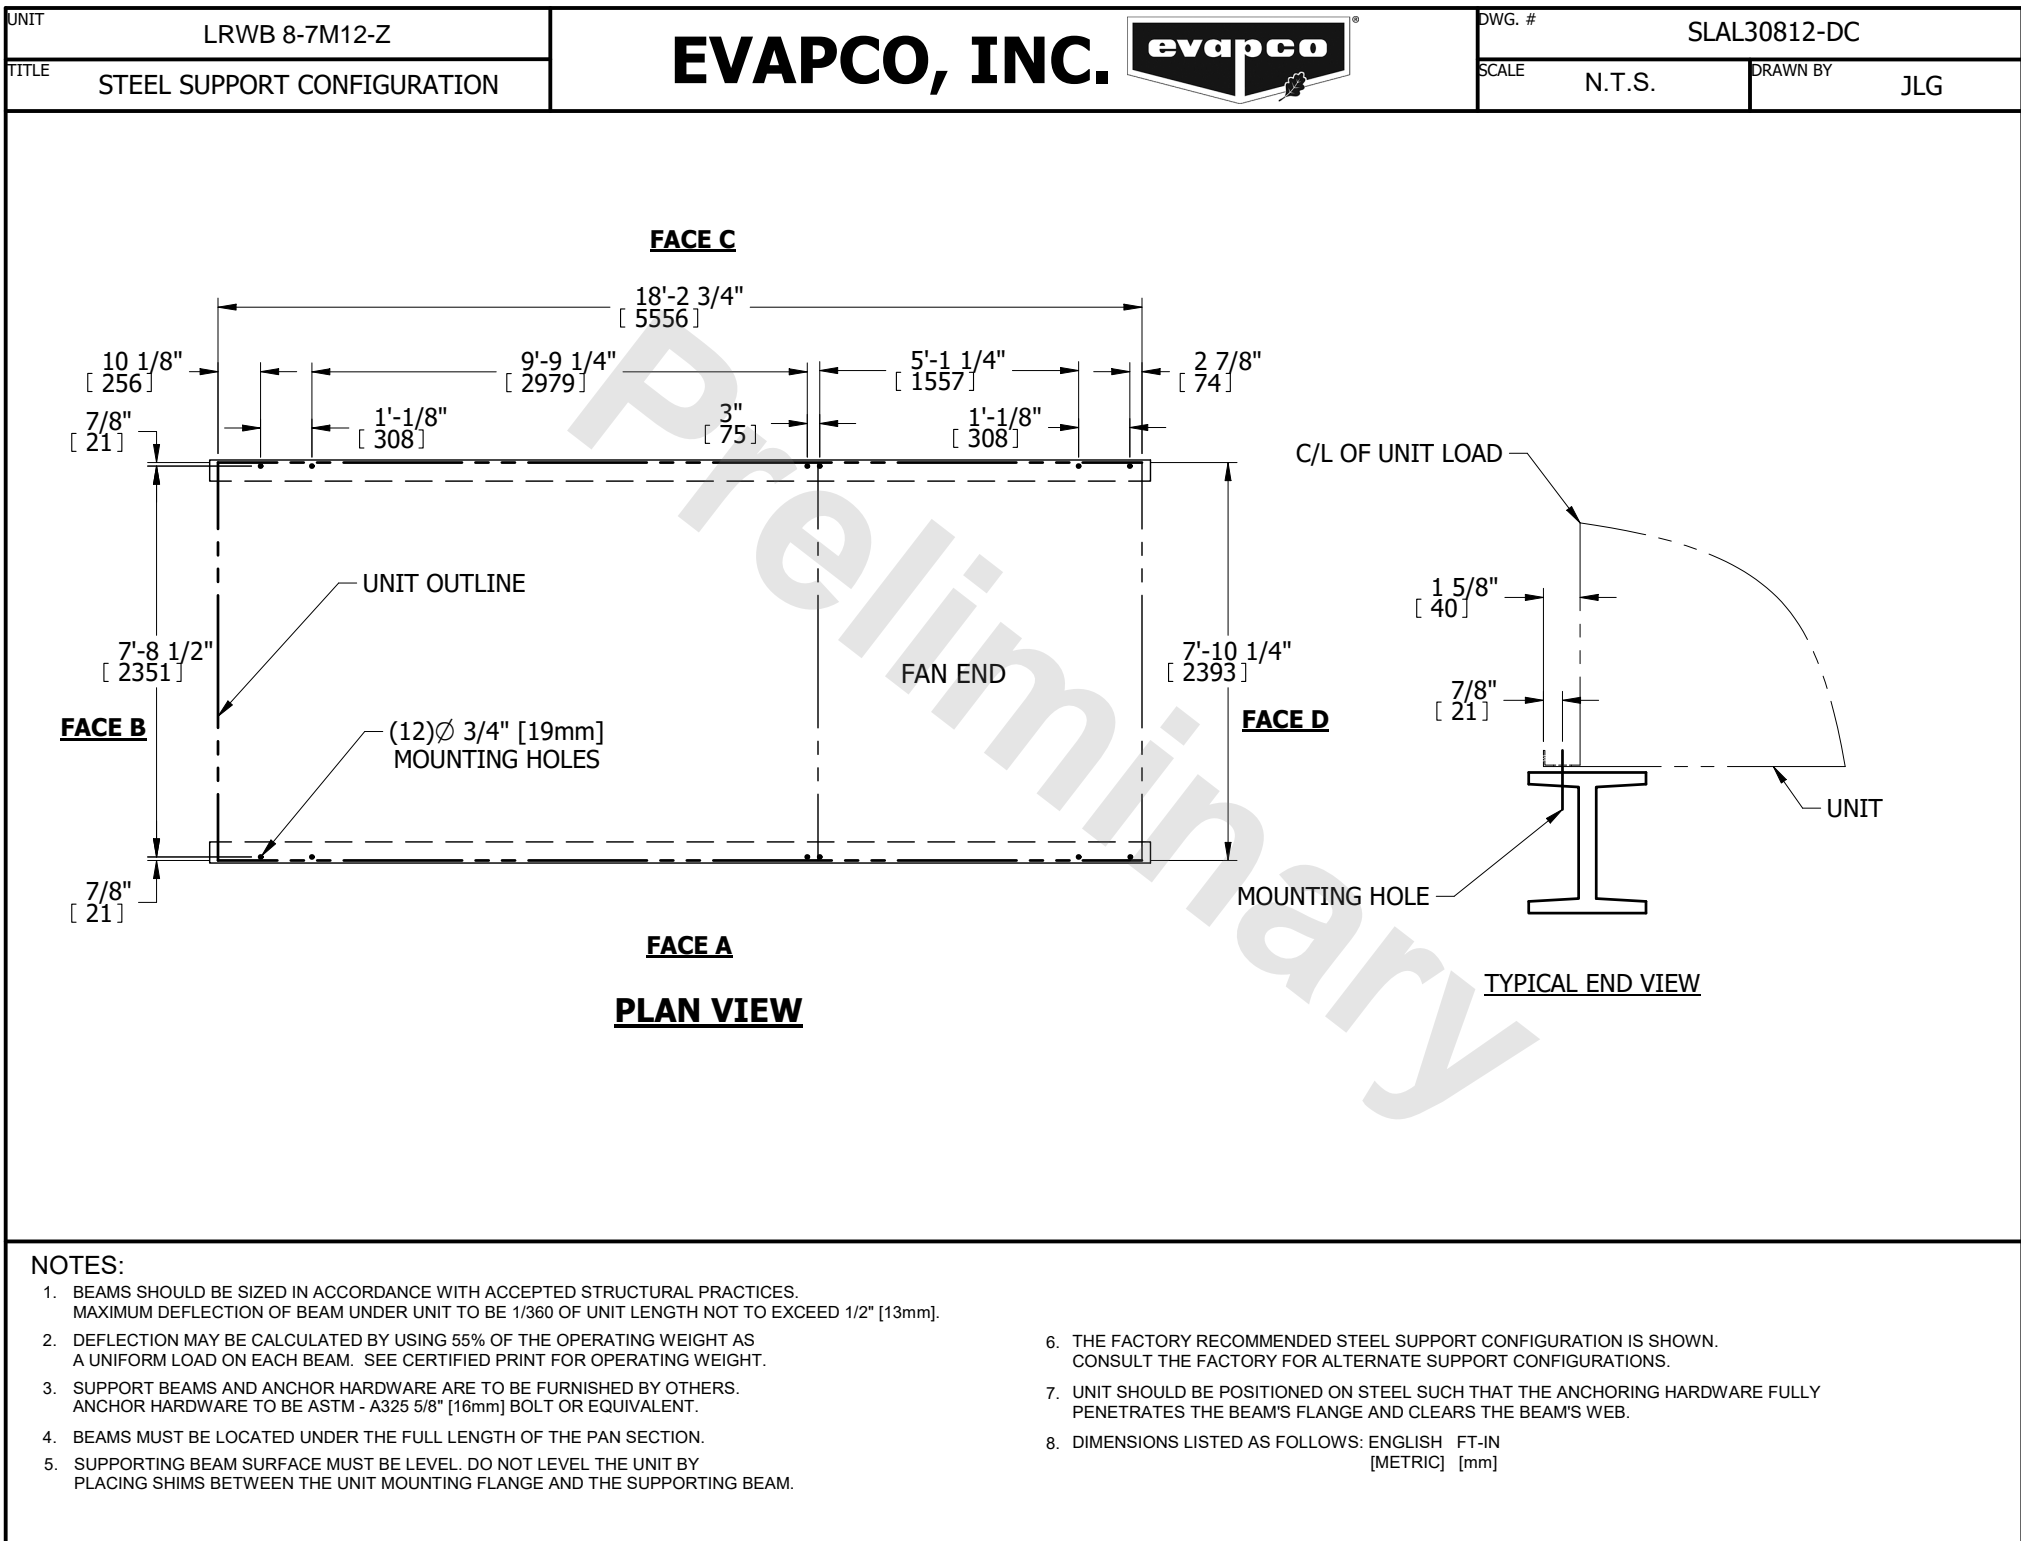 UNIT
LRWB 8-7M12-Z
TITLE
STEEL SUPPORT CONFIGURATION
EVAPCO, INC.
evapco
®
DWG. #
SLAL30812-DC
SCALE
N.T.S.
DRAWN BY
JLG
FACE C
18'-2 3/4"
[ 5556 ]
10 1/8"
[ 256 ]
9'-9 1/4"
[ 2979 ]
5'-1 1/4"
[ 1557 ]
2 7/8"
[ 74 ]
7/8"
[ 21 ]
1'-1/8"
[ 308 ]
3"
[ 75 ]
1'-1/8"
[ 308 ]
C/L OF UNIT LOAD
UNIT OUTLINE
1 5/8"
[ 40 ]
7'-8 1/2"
[ 2351 ]
FAN END
7'-10 1/4"
[ 2393 ]
7/8"
[ 21 ]
FACE B
(12)∅ 3/4" [19mm]
MOUNTING HOLES
FACE D
UNIT
7/8"
[ 21 ]
MOUNTING HOLE
FACE A
TYPICAL END VIEW
PLAN VIEW
Preliminary
NOTES:
1. BEAMS SHOULD BE SIZED IN ACCORDANCE WITH ACCEPTED STRUCTURAL PRACTICES.
MAXIMUM DEFLECTION OF BEAM UNDER UNIT TO BE 1/360 OF UNIT LENGTH NOT TO EXCEED 1/2" [13mm].
2. DEFLECTION MAY BE CALCULATED BY USING 55% OF THE OPERATING WEIGHT AS
A UNIFORM LOAD ON EACH BEAM. SEE CERTIFIED PRINT FOR OPERATING WEIGHT.
3. SUPPORT BEAMS AND ANCHOR HARDWARE ARE TO BE FURNISHED BY OTHERS.
ANCHOR HARDWARE TO BE ASTM - A325 5/8" [16mm] BOLT OR EQUIVALENT.
4. BEAMS MUST BE LOCATED UNDER THE FULL LENGTH OF THE PAN SECTION.
5. SUPPORTING BEAM SURFACE MUST BE LEVEL. DO NOT LEVEL THE UNIT BY
PLACING SHIMS BETWEEN THE UNIT MOUNTING FLANGE AND THE SUPPORTING BEAM.
6. THE FACTORY RECOMMENDED STEEL SUPPORT CONFIGURATION IS SHOWN.
CONSULT THE FACTORY FOR ALTERNATE SUPPORT CONFIGURATIONS.
7. UNIT SHOULD BE POSITIONED ON STEEL SUCH THAT THE ANCHORING HARDWARE FULLY
PENETRATES THE BEAM'S FLANGE AND CLEARS THE BEAM'S WEB.
8. DIMENSIONS LISTED AS FOLLOWS: ENGLISH FT-IN
[METRIC] [mm]